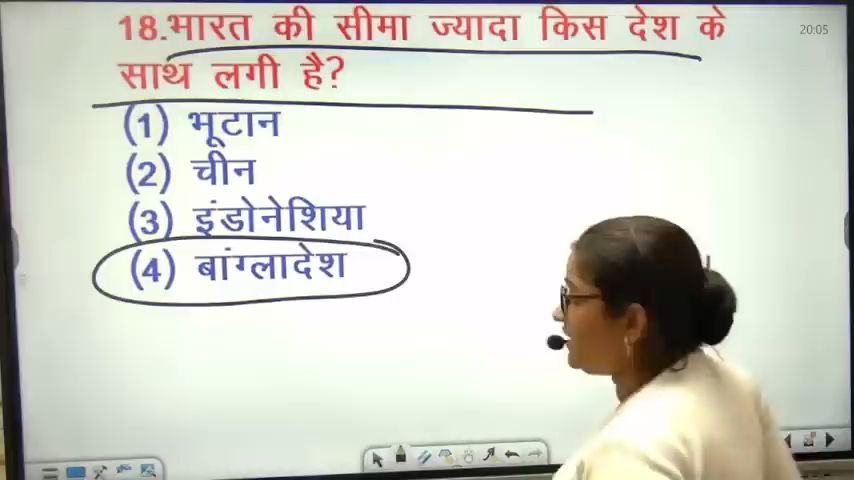 18.भारत की सीमा ज्यादा किस देश के
20:05
साथ लगी है?
(1) भूटान
(2) चीन
(3) इंडोनेशिया
(4) बांग्लादेश